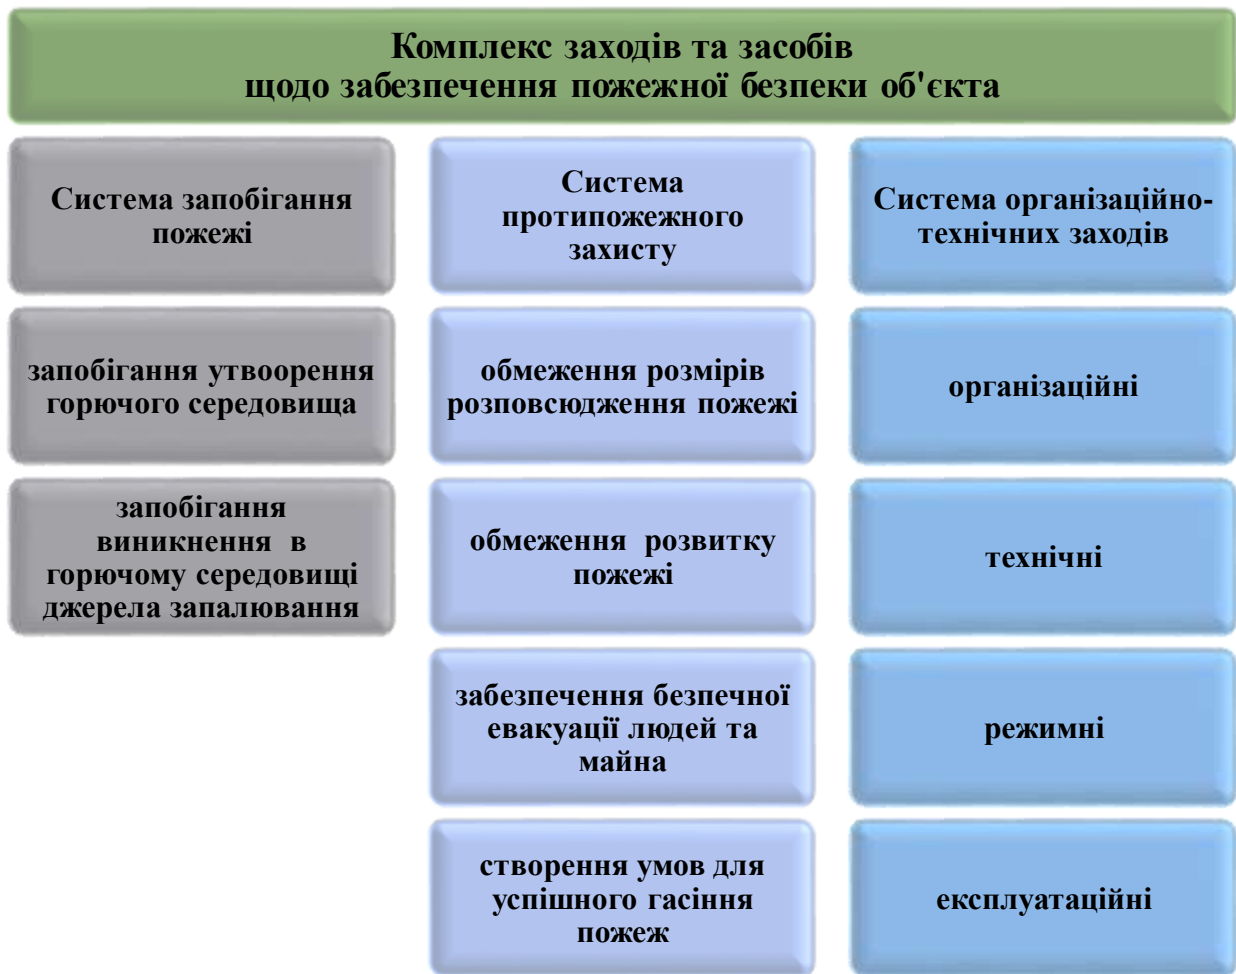 Комплекс заходів та засобів
щодо забезпечення пожежної безпеки об'єкта
Система запобігання
пожежі
запобігання утвоорення
горючого середовища
запобігання
виникнення в
горючому середовищі
джерела запалювання
Система
протипожежного
захисту
обмеження розмірів
розповсюдження пожежі
обмеження розвитку
пожежі
забезпечення безпечної
евакуації людей та
майна
створення умов для
успішного гасіння
пожеж
Система організаційно-
технічних заходів
організаційні
технічні
режимні
експлуатаційні